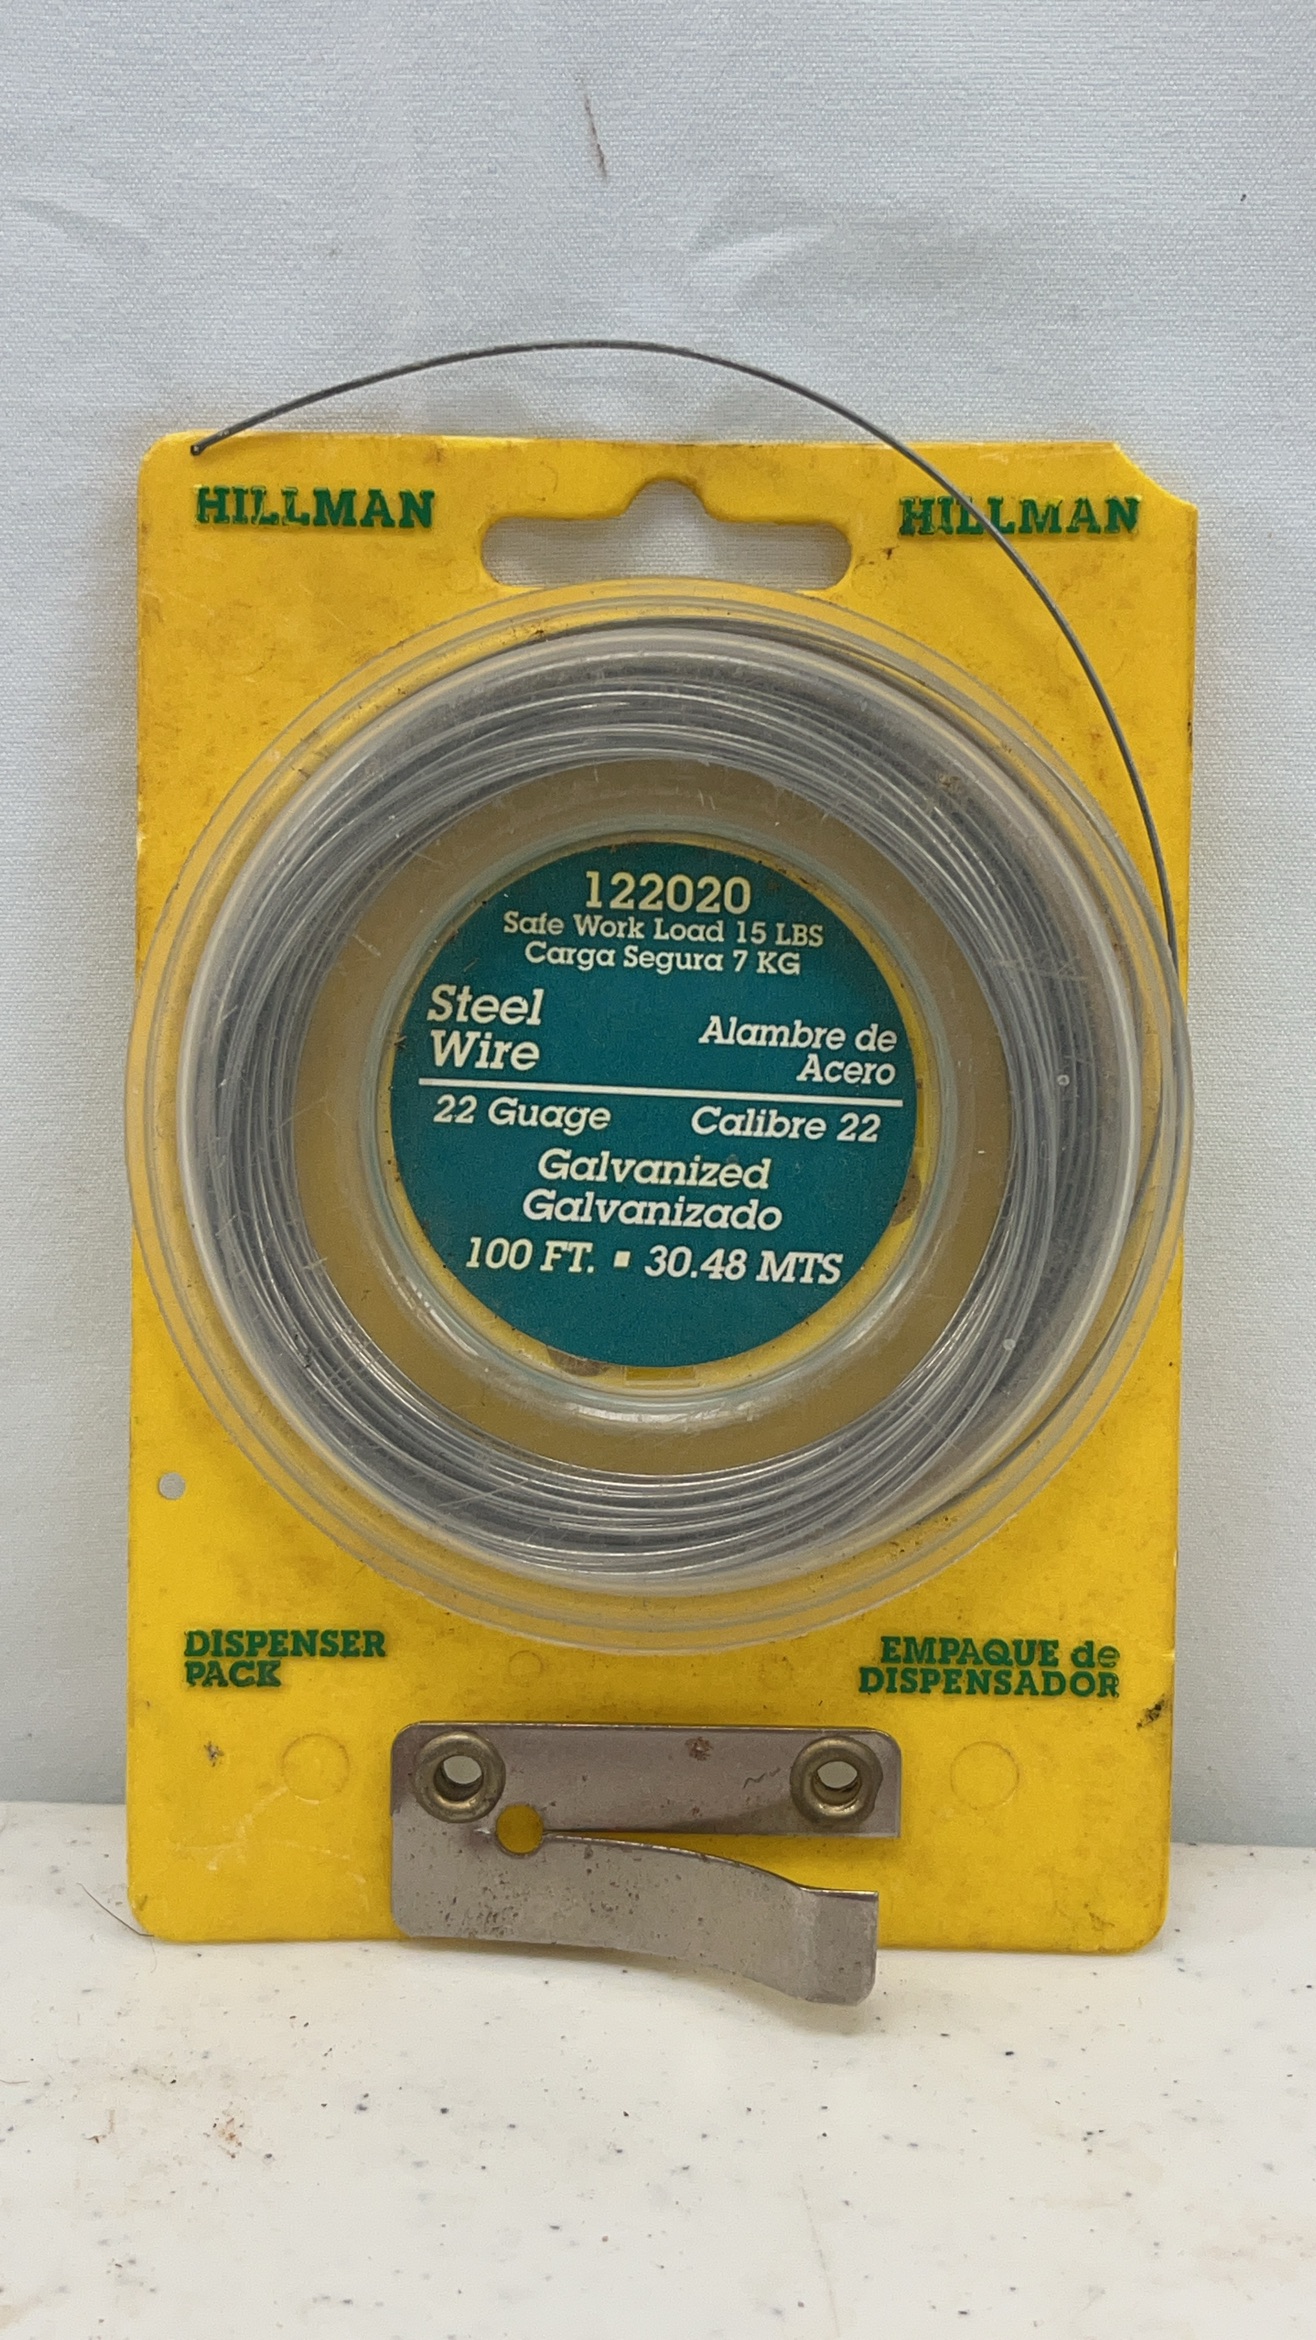 HILLMAN
HILLMAN
122020
Safe Work Load 15 LBS
Carga Segura 7 KG
Steel
Wire
Alambre de
Acero
22 Guage
Calibre 22
Galvanized
Galvanizado
100 FT. ▪ 30.48 MTS
DISPENSER
PACK
EMPAQUE de
DISPENSADOR